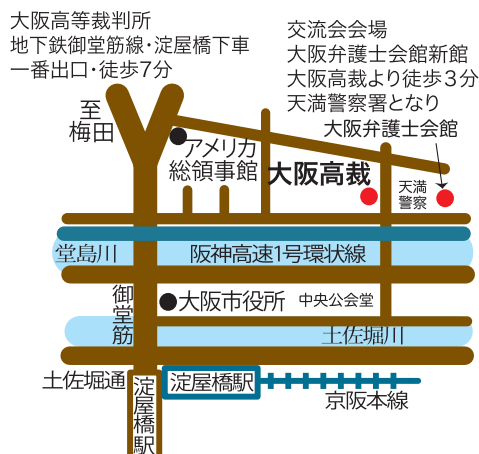 大阪高等裁判所
地下鉄御堂筋線・淀屋橋下車
一番出口・徒歩7分
交流会会場
大阪弁護士会館新館
大阪高裁より徒歩３分
天満警察署となり
大阪弁護士会館
至
梅田
アメリカ
総領事館
大阪高裁
天満
警察
堂島川
阪神高速1号環状線
御堂筋
大阪市役所
中央公会堂
土佐堀川
土佐堀通
淀屋橋駅
淀屋橋駅
京阪本線